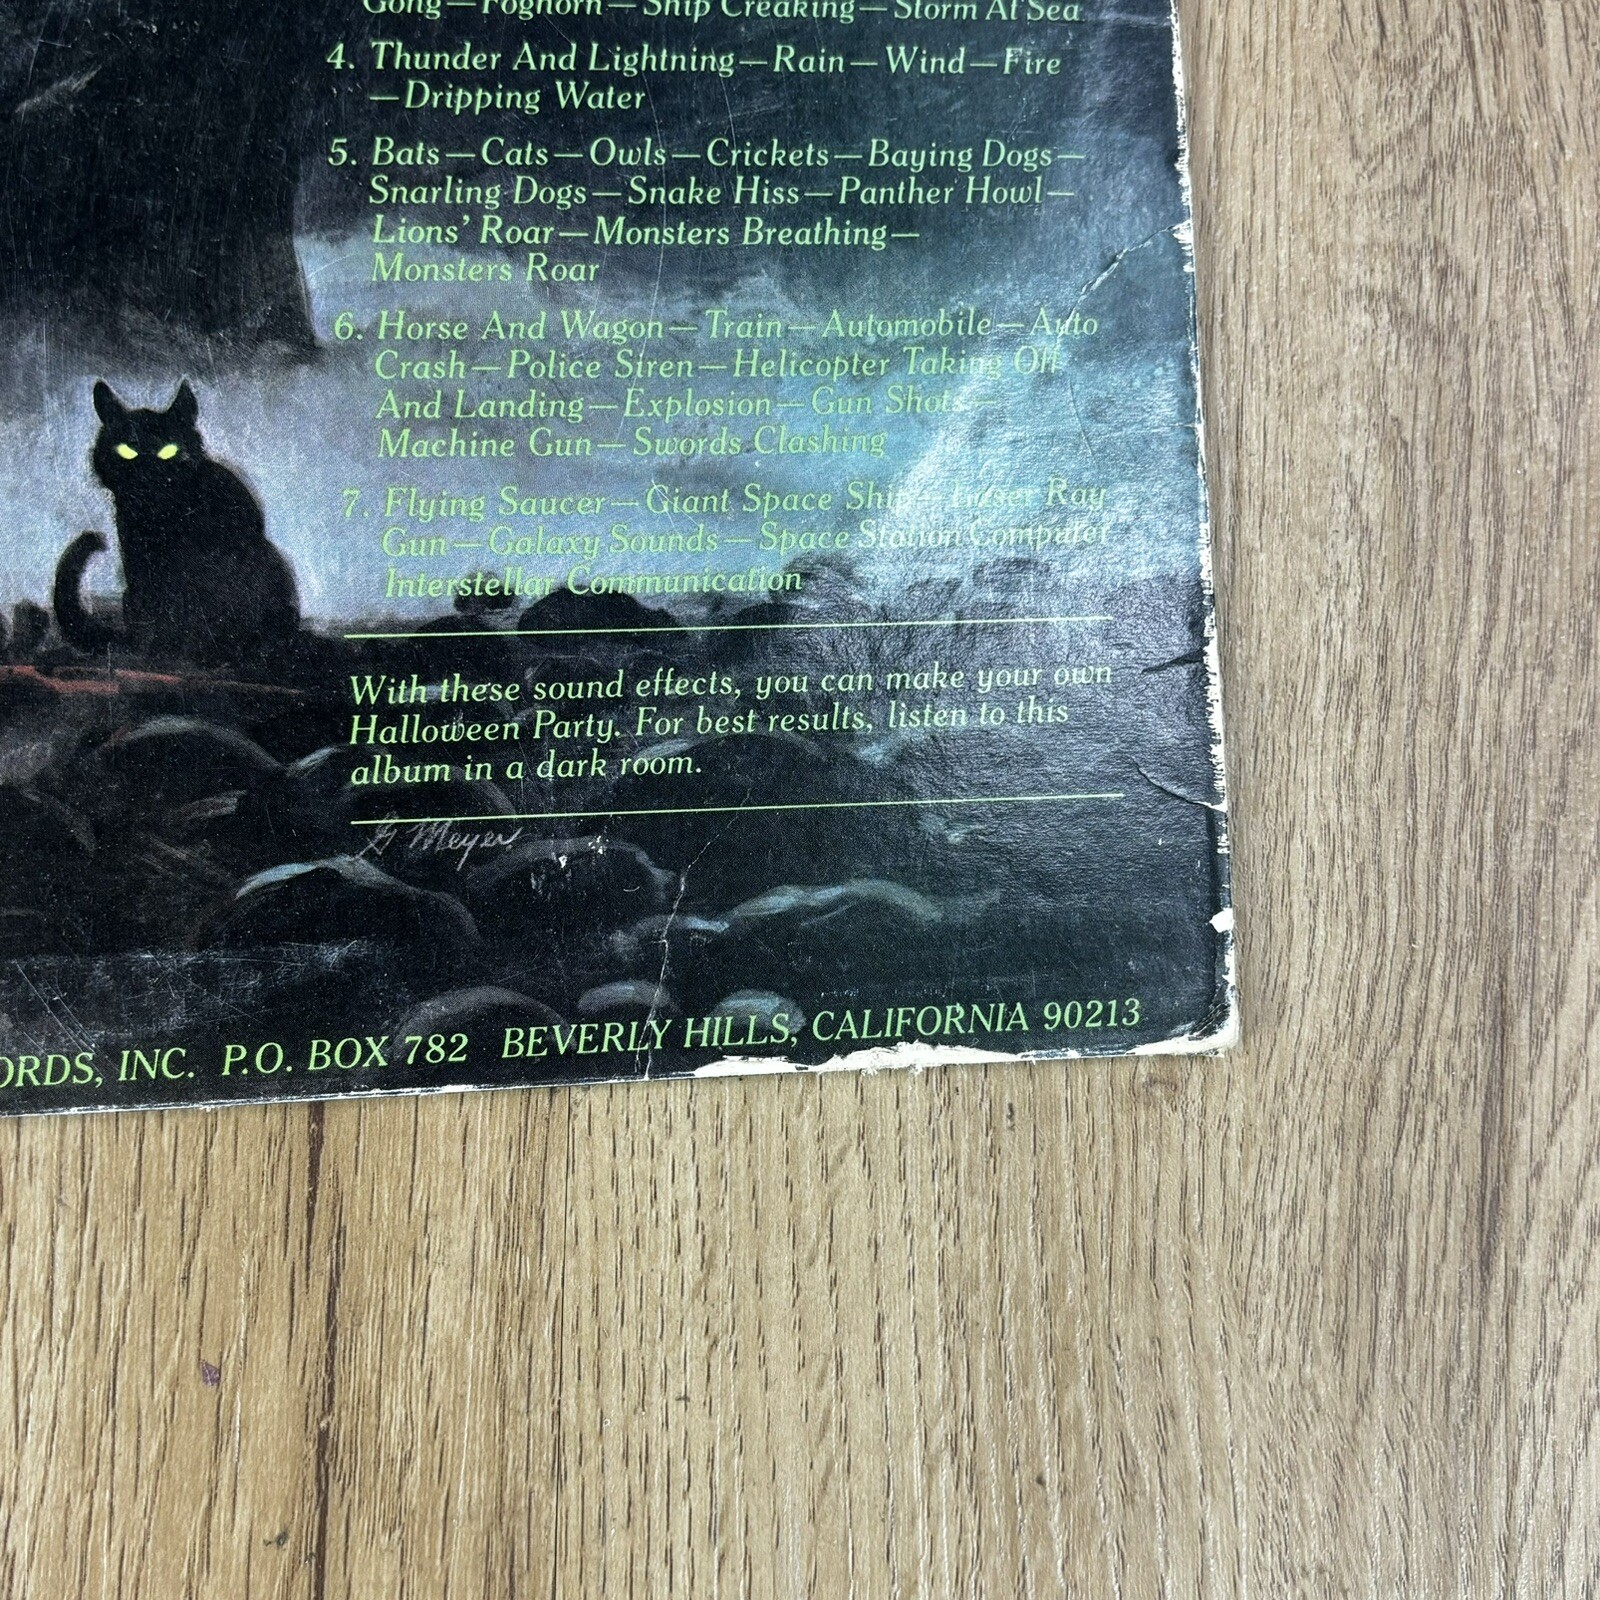 Gong—Foghorn—Ship Creaking—Storm At Sea
4. Thunder And Lightning—Rain—Wind—Fire
—Dripping Water
5. Bats—Cats—Owls—Crickets—Baying Dogs—
Snarling Dogs—Snake Hiss—Panther Howl—
Lions' Roar—Monsters Breathing—
Monsters Roar
6. Horse And Wagon—Train—Automobile—Auto
Crash—Police Siren—Helicopter Taking Off
And Landing—Explosion—Gun Shots—
Machine Gun—Swords Clashing
7. Flying Saucer—Giant Space Ship— Ray
Gun—Galaxy Sounds—Space Station Computer
Interstellar Communication
With these sound effects, you can make your own
Halloween Party. For best results, listen to this
album in a dark room.
G Meyer
ORDS, INC. P.O. BOX 782 BEVERLY HILLS, CALIFORNIA 90213